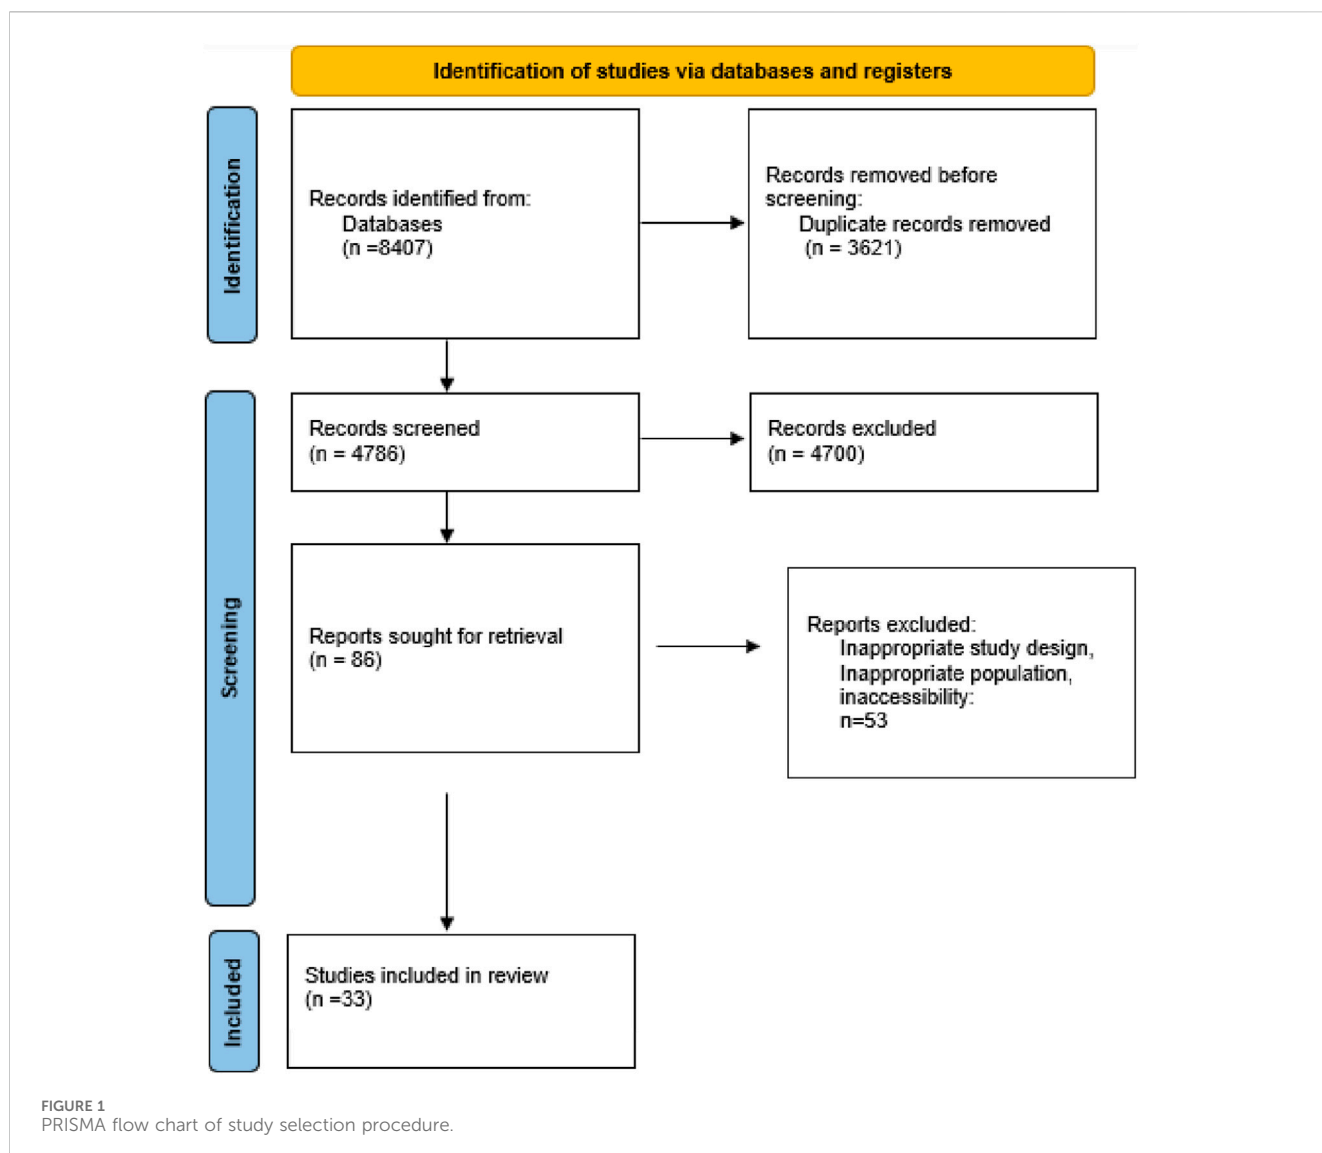 Identification of studies via databases and registers
Identification
Records identified from:
Databases
(n =8407)
Records removed before
screening:
Duplicate records removed
(n = 3621)
Screening
Records screened
(n = 4786)
Records excluded
(n = 4700)
Reports sought for retrieval
(n = 86)
Reports excluded:
Inappropriate study design,
Inappropriate population,
inaccessibility:
n=53
Included
Studies included in review
(n =33)
FIGURE 1
PRISMA flow chart of study selection procedure.